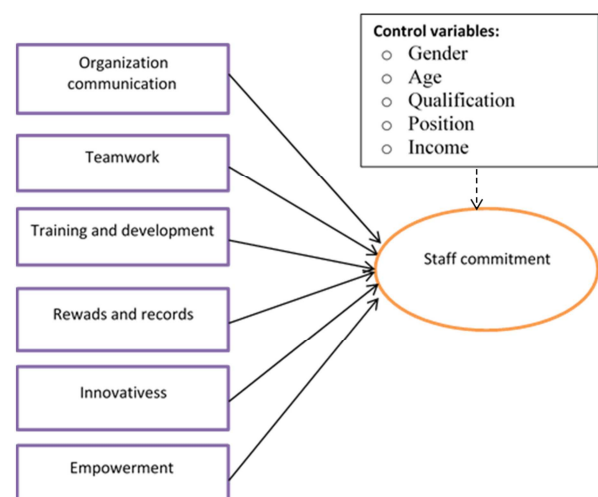 Organization
communication
Teamwork
Training and development
Rewads and records
Innovativess
Empowerment
Control variables:
Gender
Age
Qualification
Position
Income
Staff commitment